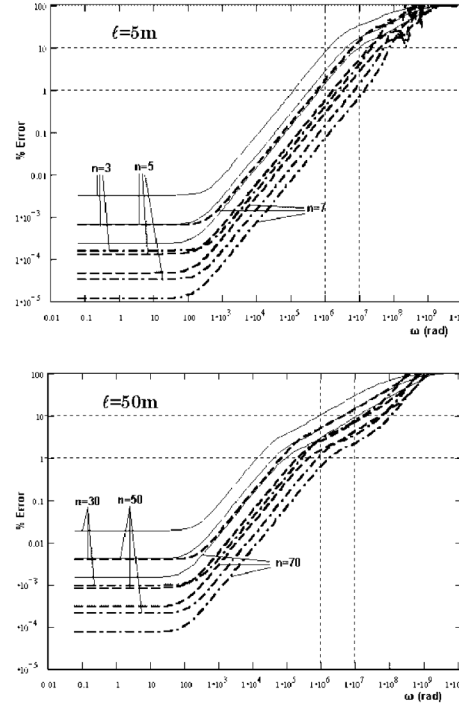 100
ℓ=5m
10
1
0.1
% Error
n=3 n=5
0.01
n=7
1•10⁻³
1•10⁻⁴
1•10⁻⁵
0.01 0.1 1 10 100 1•10³ 1•10⁴ 1•10⁵ 1•10⁶ 1•10⁷ 1•10⁸ 1•10⁹ 1•10¹⁰
ω (rad)
100
ℓ=50m
10
1
% Error
0.1
n=30 n=50
0.01
n=70
•10⁻³
•10⁻⁴
•10⁻⁵
0.01 0.1 1 10 100 1•10³ 1•10⁴ 1•10⁵ 1•10⁶ 1•10⁷ 1•10⁸ 1•10⁹ 1•10¹⁰
ω (rad)